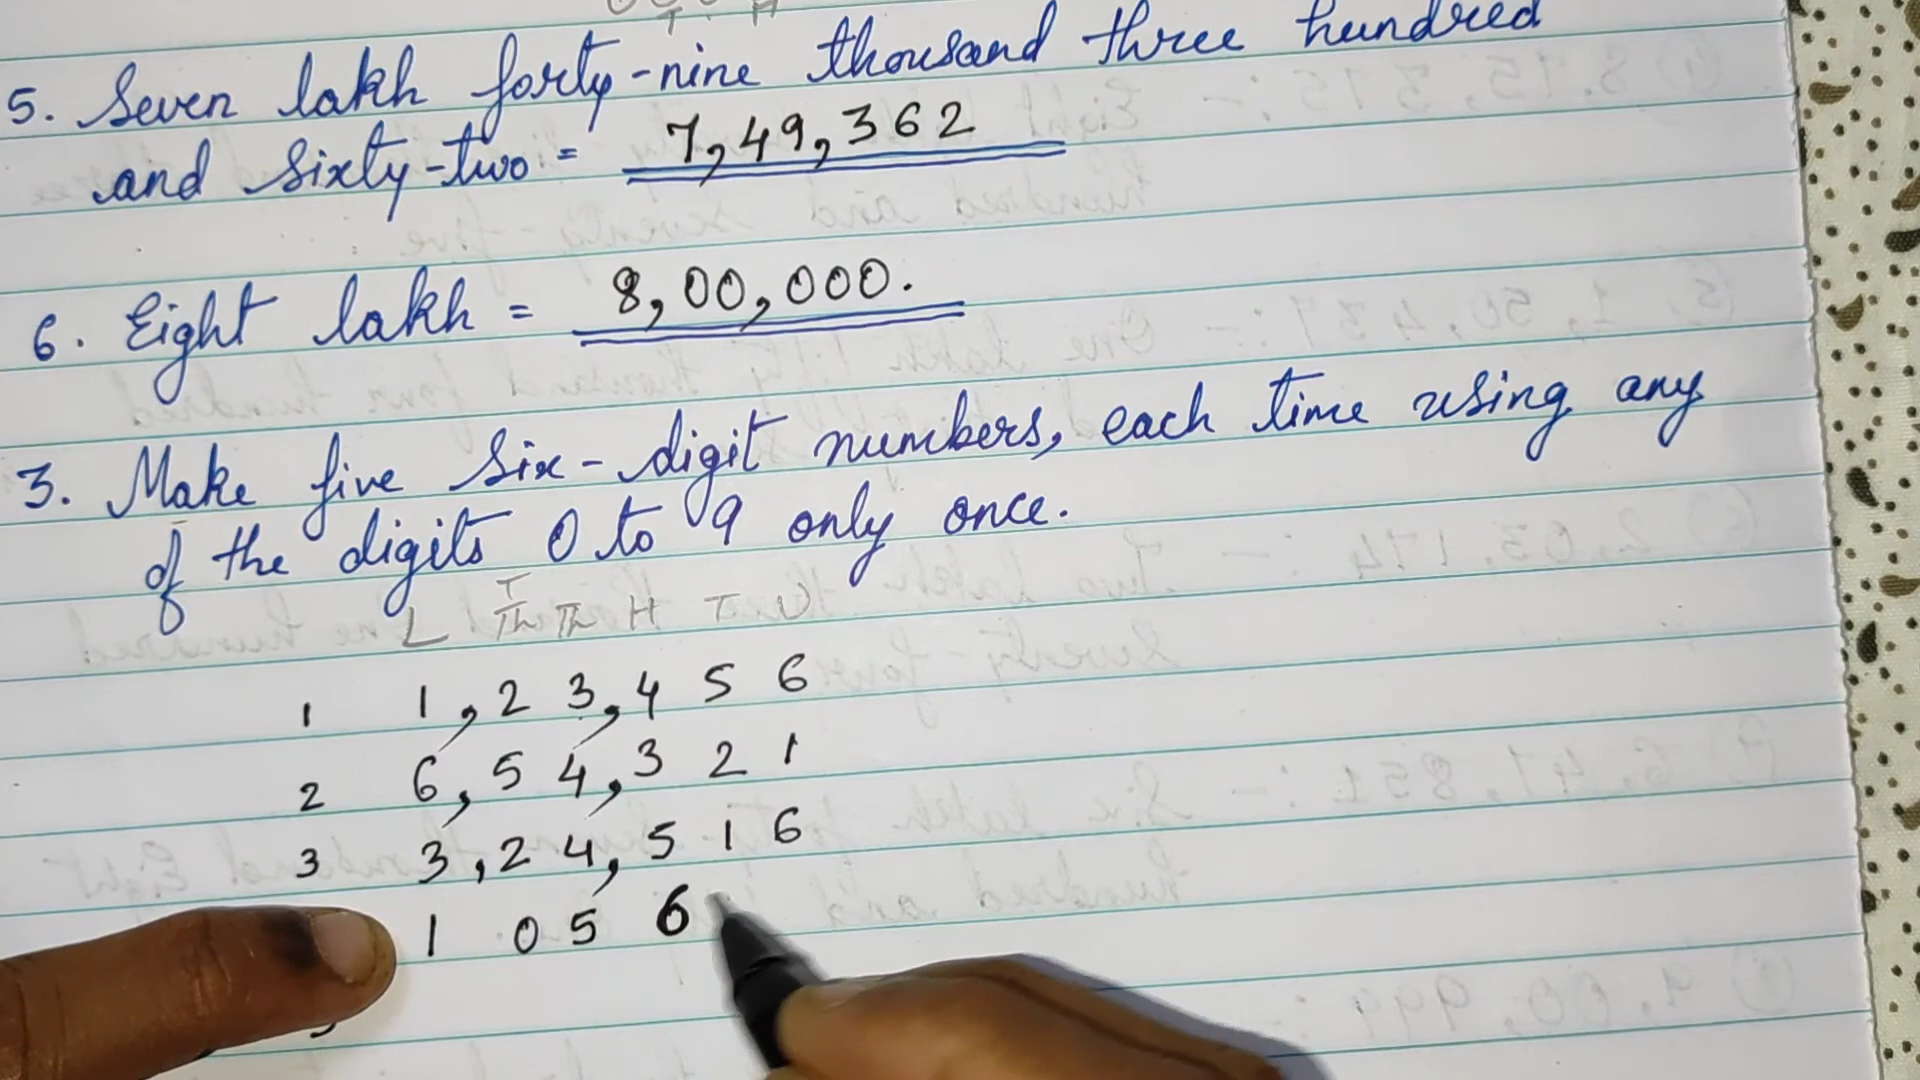 5. Seven lakh forty-nine thousand three hundred
and Sixty-two = 7,49,362
6. Eight lakh = 8,00,000.
3. Make five Six-digit numbers, each time using any
of the digits 0 to 9 only once.
L T Th Th H T U
1 1,23,456
2 6,54,321
3 3,24,516
1 0 5 6